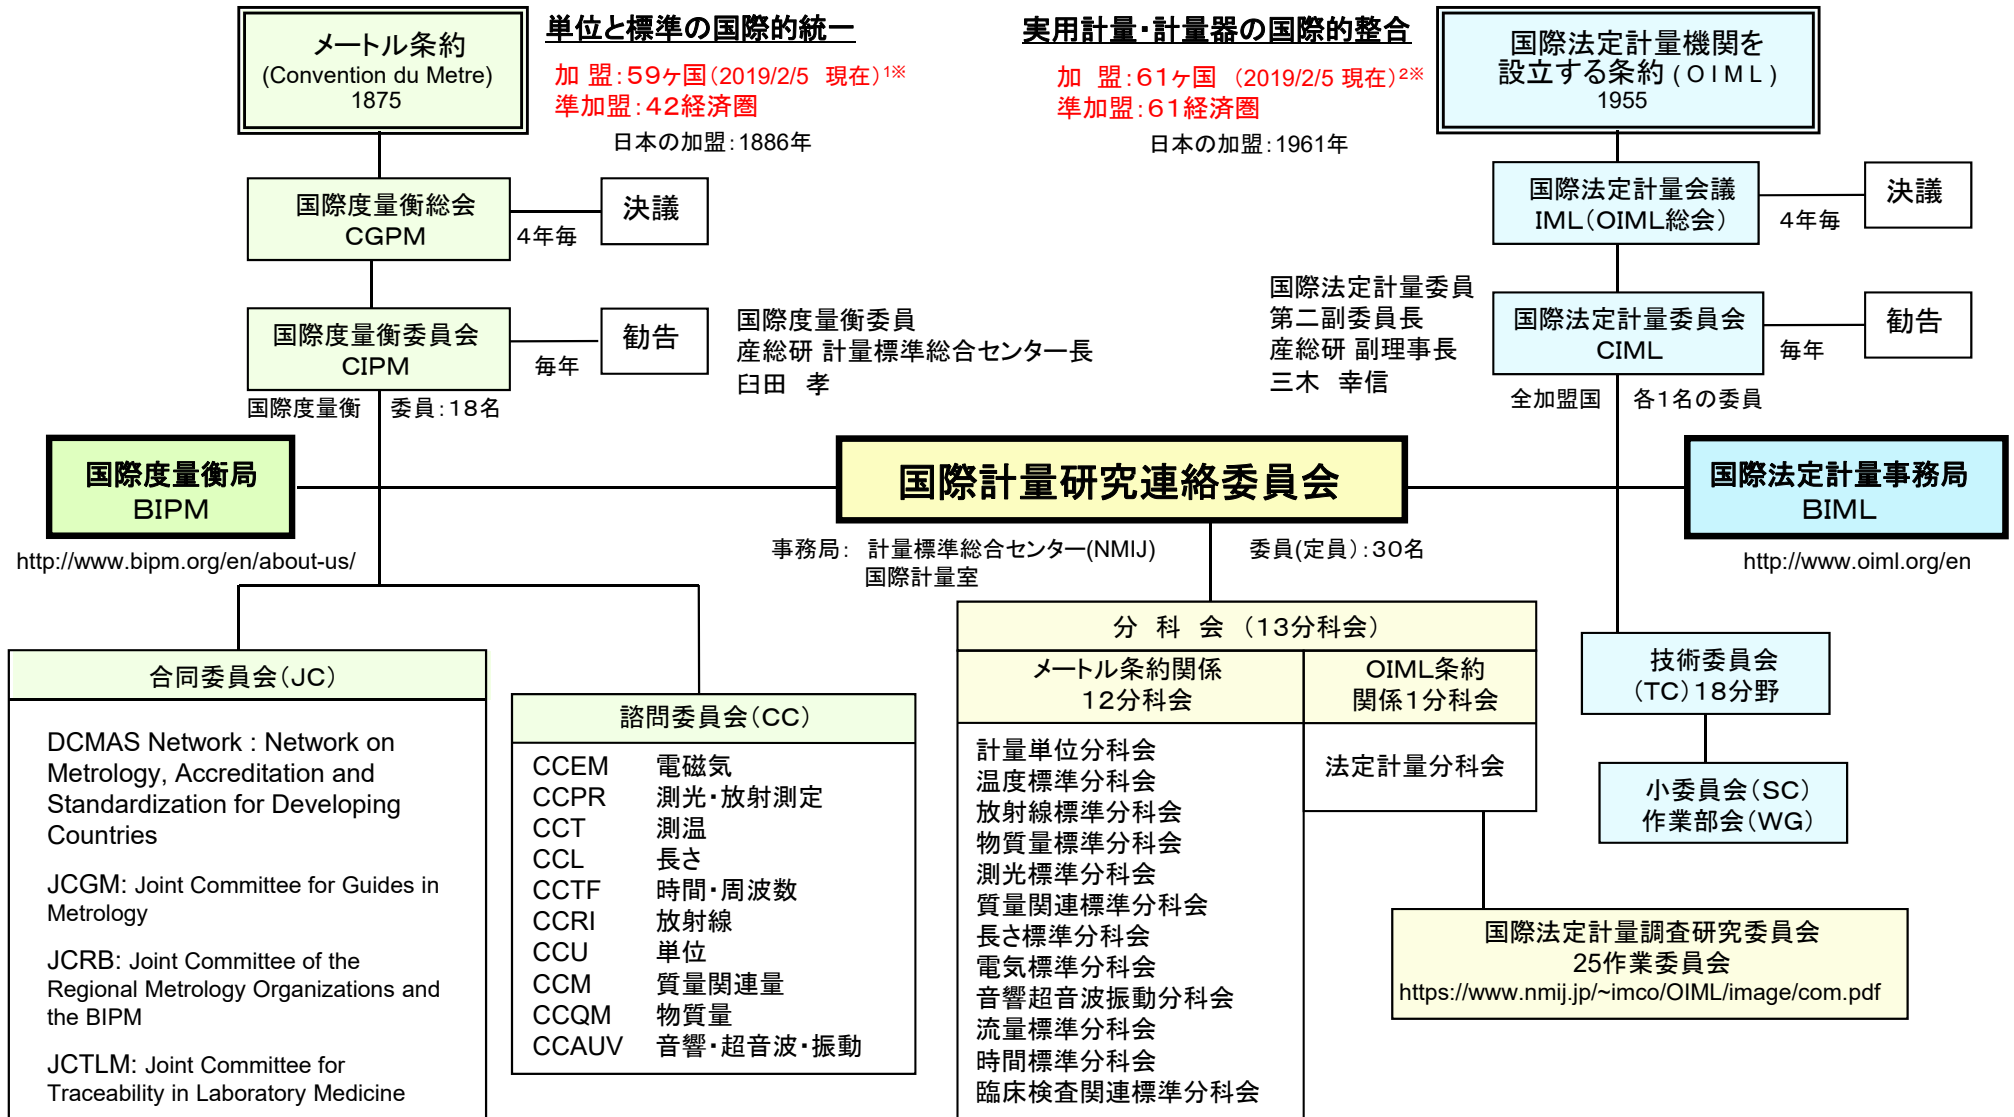 メートル条約
(Convention du Metre)
1875
単位と標準の国際的統一
加 盟:59ヶ国(2019/2/5 現在)1※
準加盟:42経済圏
日本の加盟:1886年
実用計量・計量器の国際的整合
加 盟:61ヶ国 (2019/2/5 現在)2※
準加盟:61経済圏
日本の加盟:1961年
国際法定計量機関を
設立する条約(OIML)
1955
国際度量衡総会
CGPM
4年毎
決議
国際法定計量会議
IML(OIML総会)
4年毎
決議
国際度量衡委員会
CIPM
毎年
勧告
国際度量衡委員
産総研 計量標準総合センター長
臼田 孝
国際度量衡 委員:18名
国際法定計量委員
第二副委員長
産総研 副理事長
三木 幸信
国際法定計量委員会
CIML
毎年
勧告
全加盟国 各1名の委員
国際度量衡局
BIPM
http://www.bipm.org/en/about-us/
国際計量研究連絡委員会
事務局: 計量標準総合センター(NMIJ)
国際計量室
委員(定員):30名
国際法定計量事務局
BIML
http://www.oiml.org/en
合同委員会(JC)
DCMAS Network : Network on
Metrology, Accreditation and
Standardization for Developing
Countries
JCGM: Joint Committee for Guides in
Metrology
JCRB: Joint Committee of the
Regional Metrology Organizations and
the BIPM
JCTLM: Joint Committee for
Traceability in Laboratory Medicine
諮問委員会(CC)
CCEM 電磁気
CCPR 測光・放射測定
CCT 測温
CCL 長さ
CCTF 時間・周波数
CCRI 放射線
CCU 単位
CCM 質量関連量
CCQM 物質量
CCAUV 音響・超音波・振動
分 科 会 (13分科会)
メートル条約関係
12分科会
計量単位分科会
温度標準分科会
放射線標準分科会
物質量標準分科会
測光標準分科会
質量関連標準分科会
長さ標準分科会
電気標準分科会
音響超音波振動分科会
流量標準分科会
時間標準分科会
臨床検査関連標準分科会
OIML条約
関係1分科会
法定計量分科会
国際法定計量調査研究委員会
25作業委員会
https://www.nmij.jp/~imco/OIML/image/com.pdf
技術委員会
(TC)18分野
小委員会(SC)
作業部会(WG)